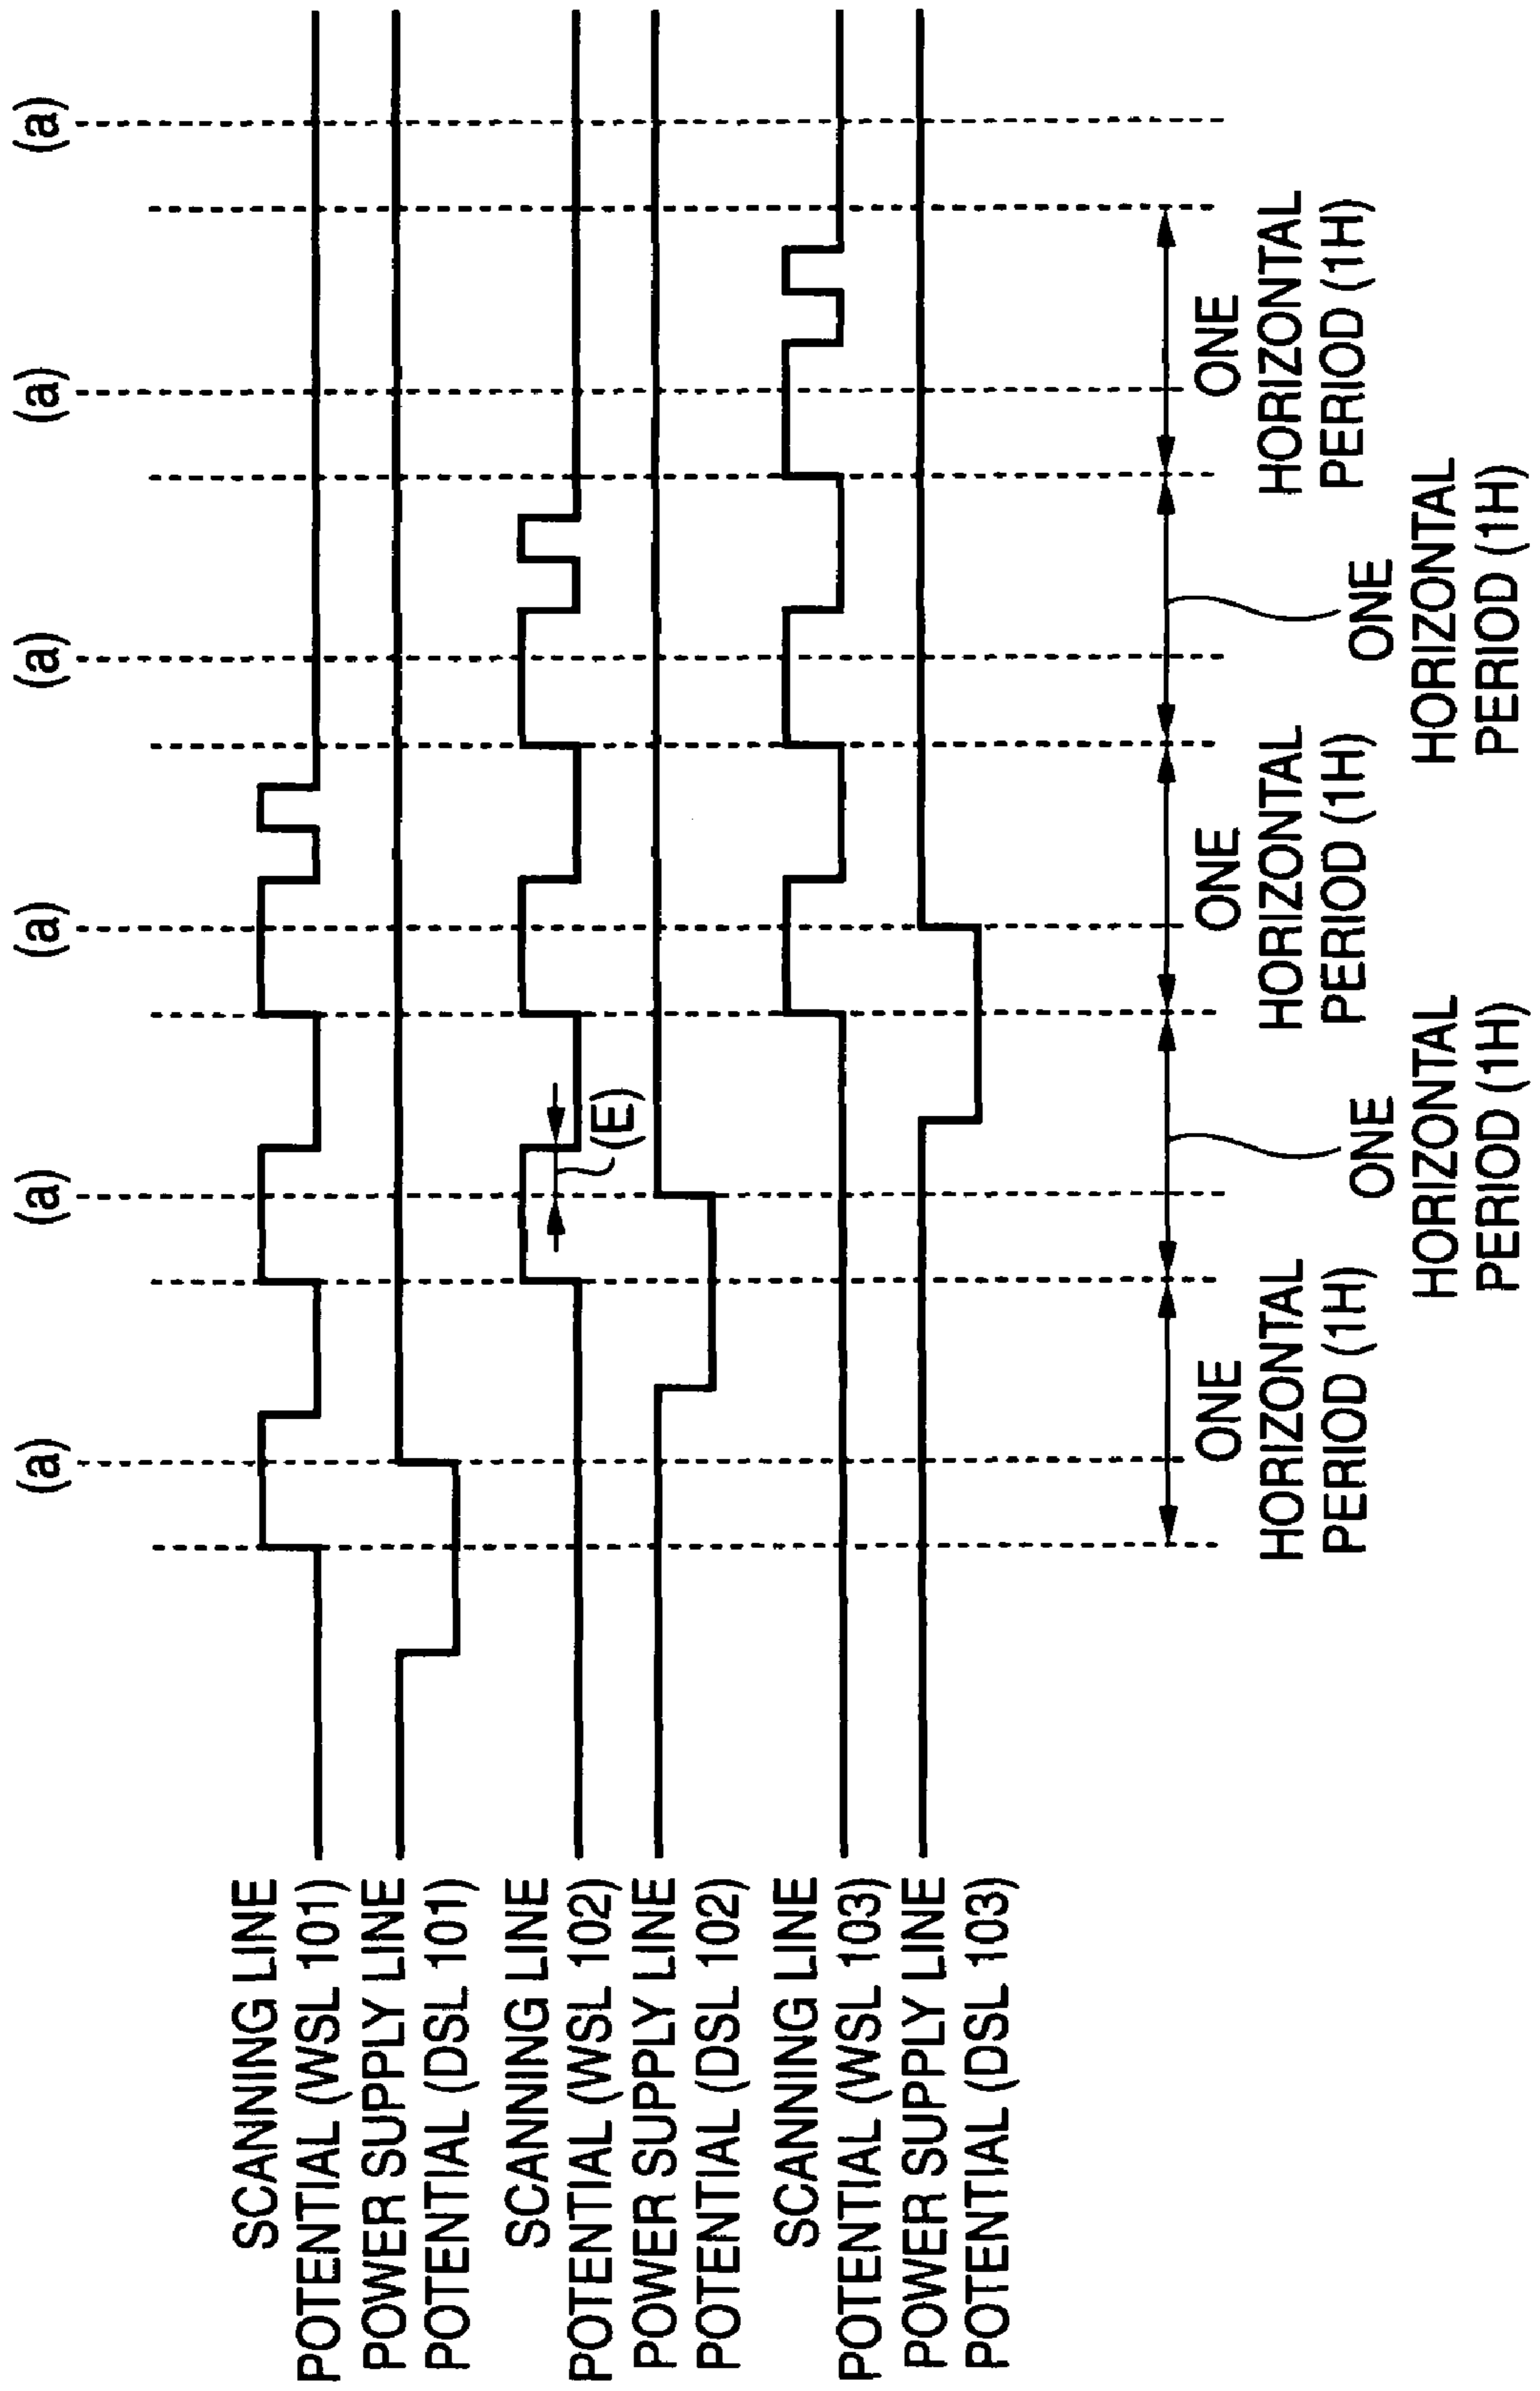 (a)
(a)
(a)
(a)
(a)
(a)
SCANNING LINE
POTENTIAL (WSL 101)
POWER SUPPLY LINE
POTENTIAL (DSL 101)
SCANNING LINE
POTENTIAL (WSL 102)
(E)
POWER SUPPLY LINE
POTENTIAL (DSL 102)
SCANNING LINE
POTENTIAL (WSL 103)
POWER SUPPLY LINE
POTENTIAL (DSL 103)
ONE
HORIZONTAL
PERIOD (1H)
ONE
HORIZONTAL
PERIOD (1H)
ONE
HORIZONTAL
PERIOD (1H)
ONE
HORIZONTAL
PERIOD (1H)
ONE
HORIZONTAL
PERIOD (1H)